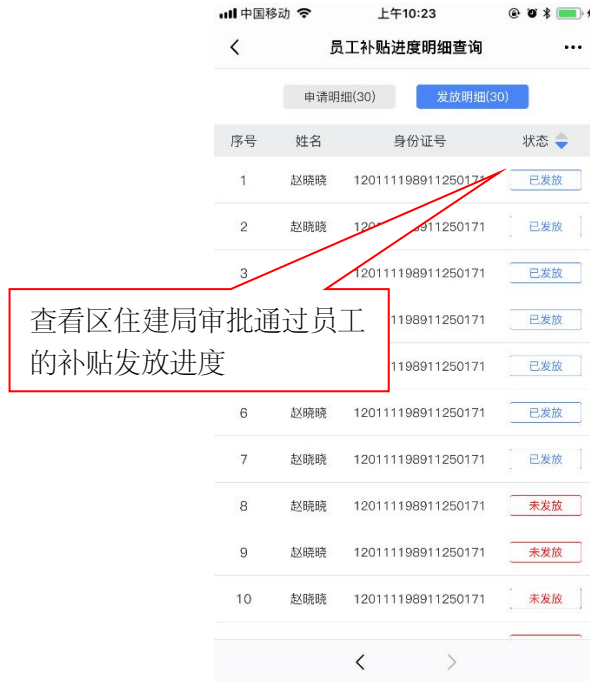 中国移动 上午10:23
员工补贴进度明细查询
申请明细(30) 发放明细(30)
序号 姓名 身份证号 状态
1 赵晓晓 120111198911250171 已发放
2 赵晓晓 911250171 已发放
3 120111198911250171 已发放
查看区住建局审批通过员工
的补贴发放进度
1198911250171 已发放
1198911250171 已发放
6 赵晓晓 120111198911250171 已发放
7 赵晓晓 120111198911250171 已发放
8 赵晓晓 120111198911250171 未发放
9 赵晓晓 120111198911250171 未发放
10 赵晓晓 120111198911250171 未发放